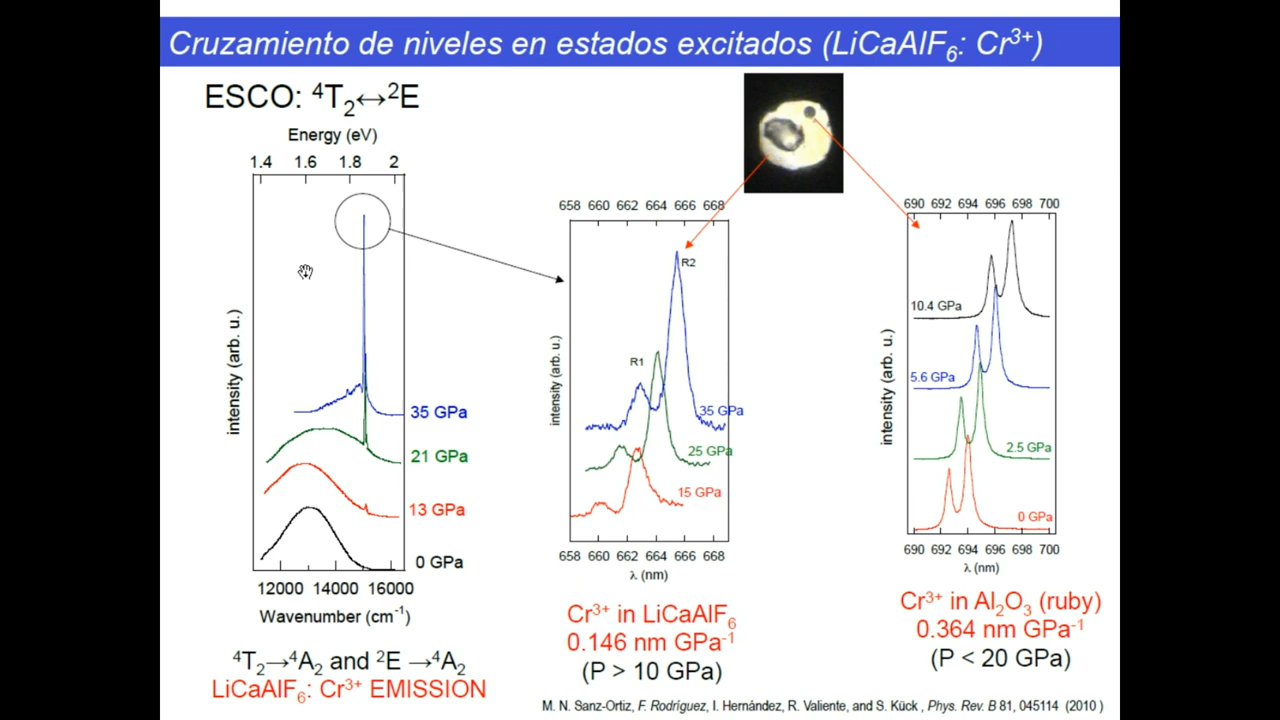 Cruzamiento de niveles en estados excitados (LiCaAlF₆: Cr³⁺)
ESCO: ⁴T₂↔²E
Energy (eV)
1.4 1.6 1.8 2
intensity (arb. u.)
35 GPa
21 GPa
13 GPa
0 GPa
12000 14000 16000
Wavenumber (cm⁻¹)
⁴T₂→⁴A₂ and ²E →⁴A₂
LiCaAlF₆: Cr³⁺ EMISSION
658 660 662 664 666 668
intensity (arb. u.)
R2
R1
35 GPa
25 GPa
15 GPa
658 660 662 664 666 668
λ (nm)
Cr³⁺ in LiCaAlF₆
0.146 nm GPa⁻¹
(P > 10 GPa)
690 692 694 696 698 700
intensity (arb. u.)
10.4 GPa
5.6 GPa
2.5 GPa
0 GPa
690 692 694 696 698 700
λ (nm)
Cr³⁺ in Al₂O₃ (ruby)
0.364 nm GPa⁻¹
(P < 20 GPa)
M. N. Sanz-Ortiz, F. Rodríguez, I. Hernández, R. Valiente, and S. Kück , Phys. Rev. B 81, 045114 (2010 )